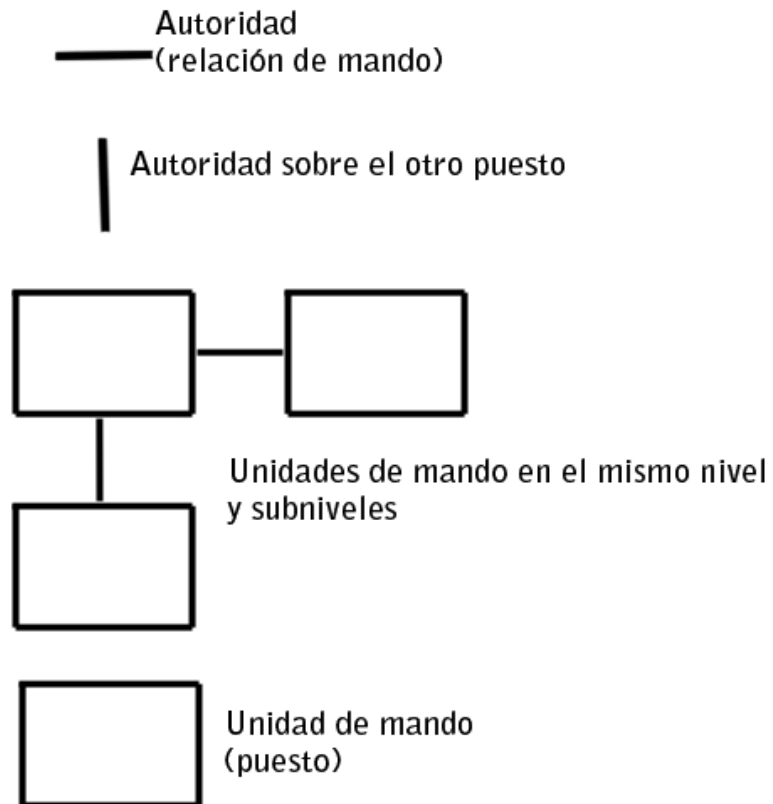 Autoridad
(relación de mando)
Autoridad sobre el otro puesto
Unidades de mando en el mismo nivel
y subniveles
Unidad de mando
(puesto)